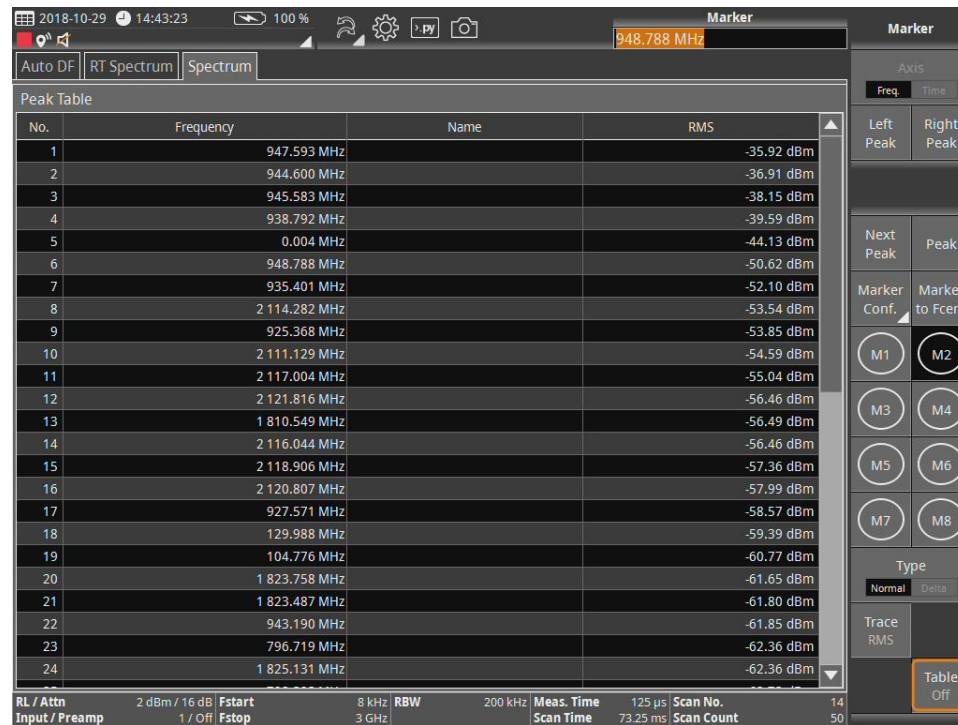 2018-10-29 14:43:23 100 % >.py Marker
948.788 MHz
Marker
Auto DF RT Spectrum Spectrum
Axis
Freq. Time
Peak Table
No. Frequency Name RMS
1 947.593 MHz -35.92 dBm
2 944.600 MHz -36.91 dBm
3 945.583 MHz -38.15 dBm
4 938.792 MHz -39.59 dBm
5 0.004 MHz -44.13 dBm
6 948.788 MHz -50.62 dBm
7 935.401 MHz -52.10 dBm
8 2 114.282 MHz -53.54 dBm
9 925.368 MHz -53.85 dBm
10 2 111.129 MHz -54.59 dBm
11 2 117.004 MHz -55.04 dBm
12 2 121.816 MHz -56.46 dBm
13 1 810.549 MHz -56.49 dBm
14 2 116.044 MHz -56.46 dBm
15 2 118.906 MHz -57.36 dBm
16 2 120.807 MHz -57.99 dBm
17 927.571 MHz -58.57 dBm
18 129.988 MHz -59.39 dBm
19 104.776 MHz -60.77 dBm
20 1 823.758 MHz -61.65 dBm
21 1 823.487 MHz -61.80 dBm
22 943.190 MHz -61.85 dBm
23 796.719 MHz -62.36 dBm
24 1 825.131 MHz -62.36 dBm
Left Peak
Right Peak
Next Peak
Peak
Marker Conf.
Marke to Fcen
M1 M2
M3 M4
M5 M6
M7 M8
Type
Normal Delta
Trace
RMS
Table
Off
RL / Attn 2 dBm / 16 dB Fstart 8 kHz RBW 200 kHz Meas. Time 125 µs Scan No. 14
Input / Preamp 1 / Off Fstop 3 GHz Scan Time 73.25 ms Scan Count 50